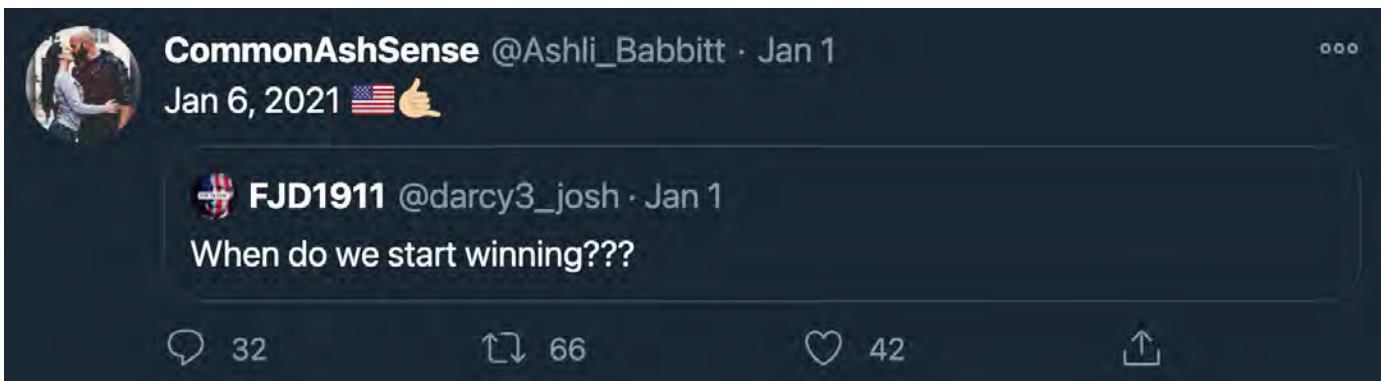 CommonAshSense @Ashli_Babbitt · Jan 1
Jan 6, 2021 🇺🇸🤙🏼
FJD1911 @darcy3_josh · Jan 1
When do we start winning???
32 66 42